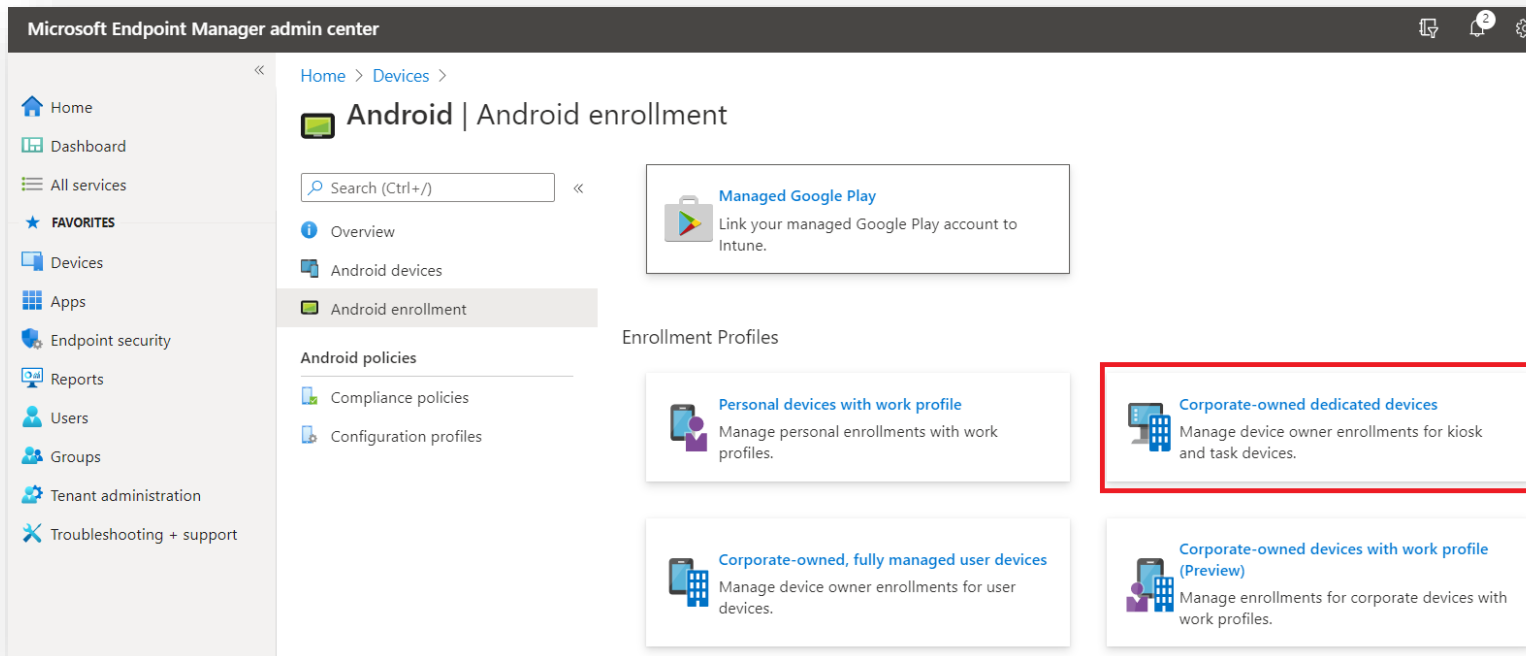 Microsoft Endpoint Manager admin center
2
«
Home
Dashboard
All services
FAVORITES
Devices
Apps
Endpoint security
Reports
Users
Groups
Tenant administration
Troubleshooting + support
Home > Devices >
Android | Android enrollment
Search (Ctrl+/)
«
Overview
Android devices
Android enrollment
Android policies
Compliance policies
Configuration profiles
Managed Google Play
Link your managed Google Play account to
Intune.
Enrollment Profiles
Personal devices with work profile
Manage personal enrollments with work
profiles.
Corporate-owned dedicated devices
Manage device owner enrollments for kiosk
and task devices.
Corporate-owned, fully managed user devices
Manage device owner enrollments for user
devices.
Corporate-owned devices with work profile
(Preview)
Manage enrollments for corporate devices with
work profiles.